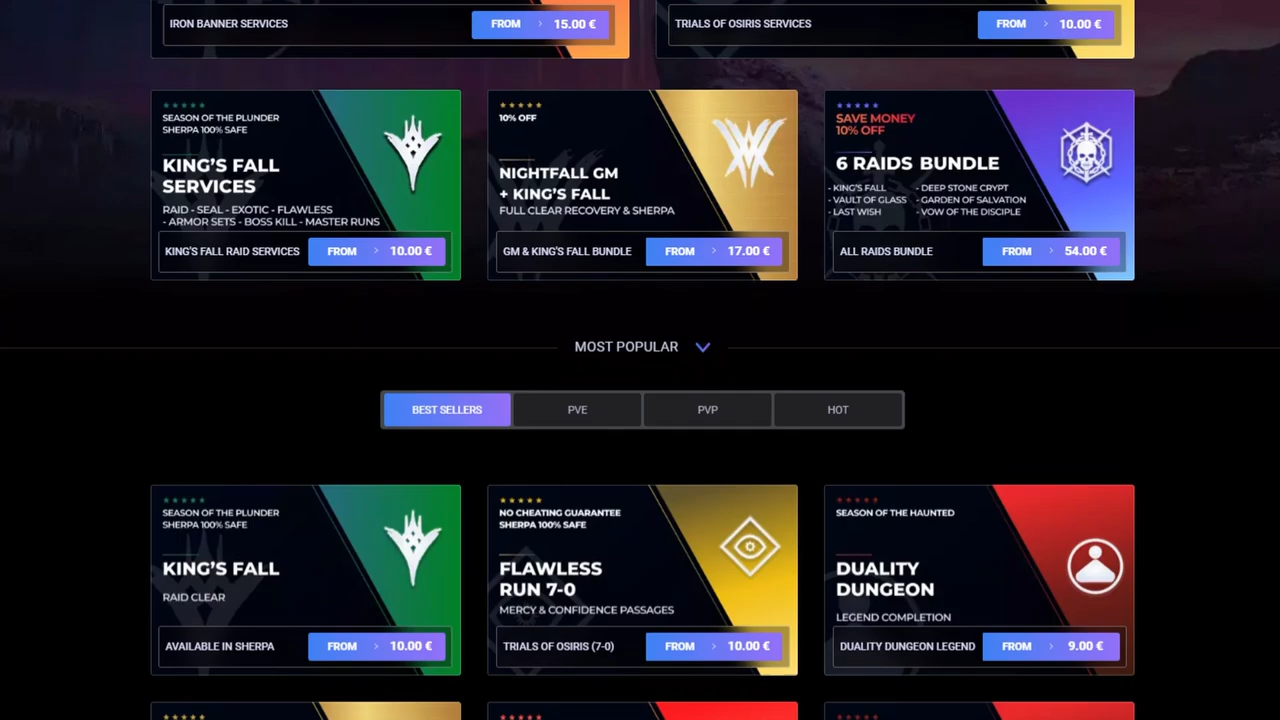 IRON BANNER SERVICES
FROM > 15.00 €
TRIALS OF OSIRIS SERVICES
FROM > 10.00 €
SEASON OF THE PLUNDER
SHERPA 100% SAFE
KING'S FALL
SERVICES
RAID - SEAL - EXOTIC - FLAWLESS
- ARMOR SETS - BOSS KILL - MASTER RUNS
KING'S FALL RAID SERVICES
FROM > 10.00 €
10% OFF
NIGHTFALL GM
+ KING'S FALL
FULL CLEAR RECOVERY & SHERPA
GM & KING'S FALL BUNDLE
FROM > 17.00 €
SAVE MONEY
10% OFF
6 RAIDS BUNDLE
- KING'S FALL
- VAULT OF GLASS
- LAST WISH
- DEEP STONE CRYPT
- GARDEN OF SALVATION
- VOW OF THE DISCIPLE
ALL RAIDS BUNDLE
FROM > 54.00 €
MOST POPULAR
BEST SELLERS
PVE
PVP
HOT
SEASON OF THE PLUNDER
SHERPA 100% SAFE
KING'S FALL
RAID CLEAR
AVAILABLE IN SHERPA
FROM > 10.00 €
NO CHEATING GUARANTEE
SHERPA 100% SAFE
FLAWLESS
RUN 7-0
MERCY & CONFIDENCE PASSAGES
TRIALS OF OSIRIS (7-0)
FROM > 10.00 €
SEASON OF THE HAUNTED
DUALITY
DUNGEON
LEGEND COMPLETION
DUALITY DUNGEON LEGEND
FROM > 9.00 €